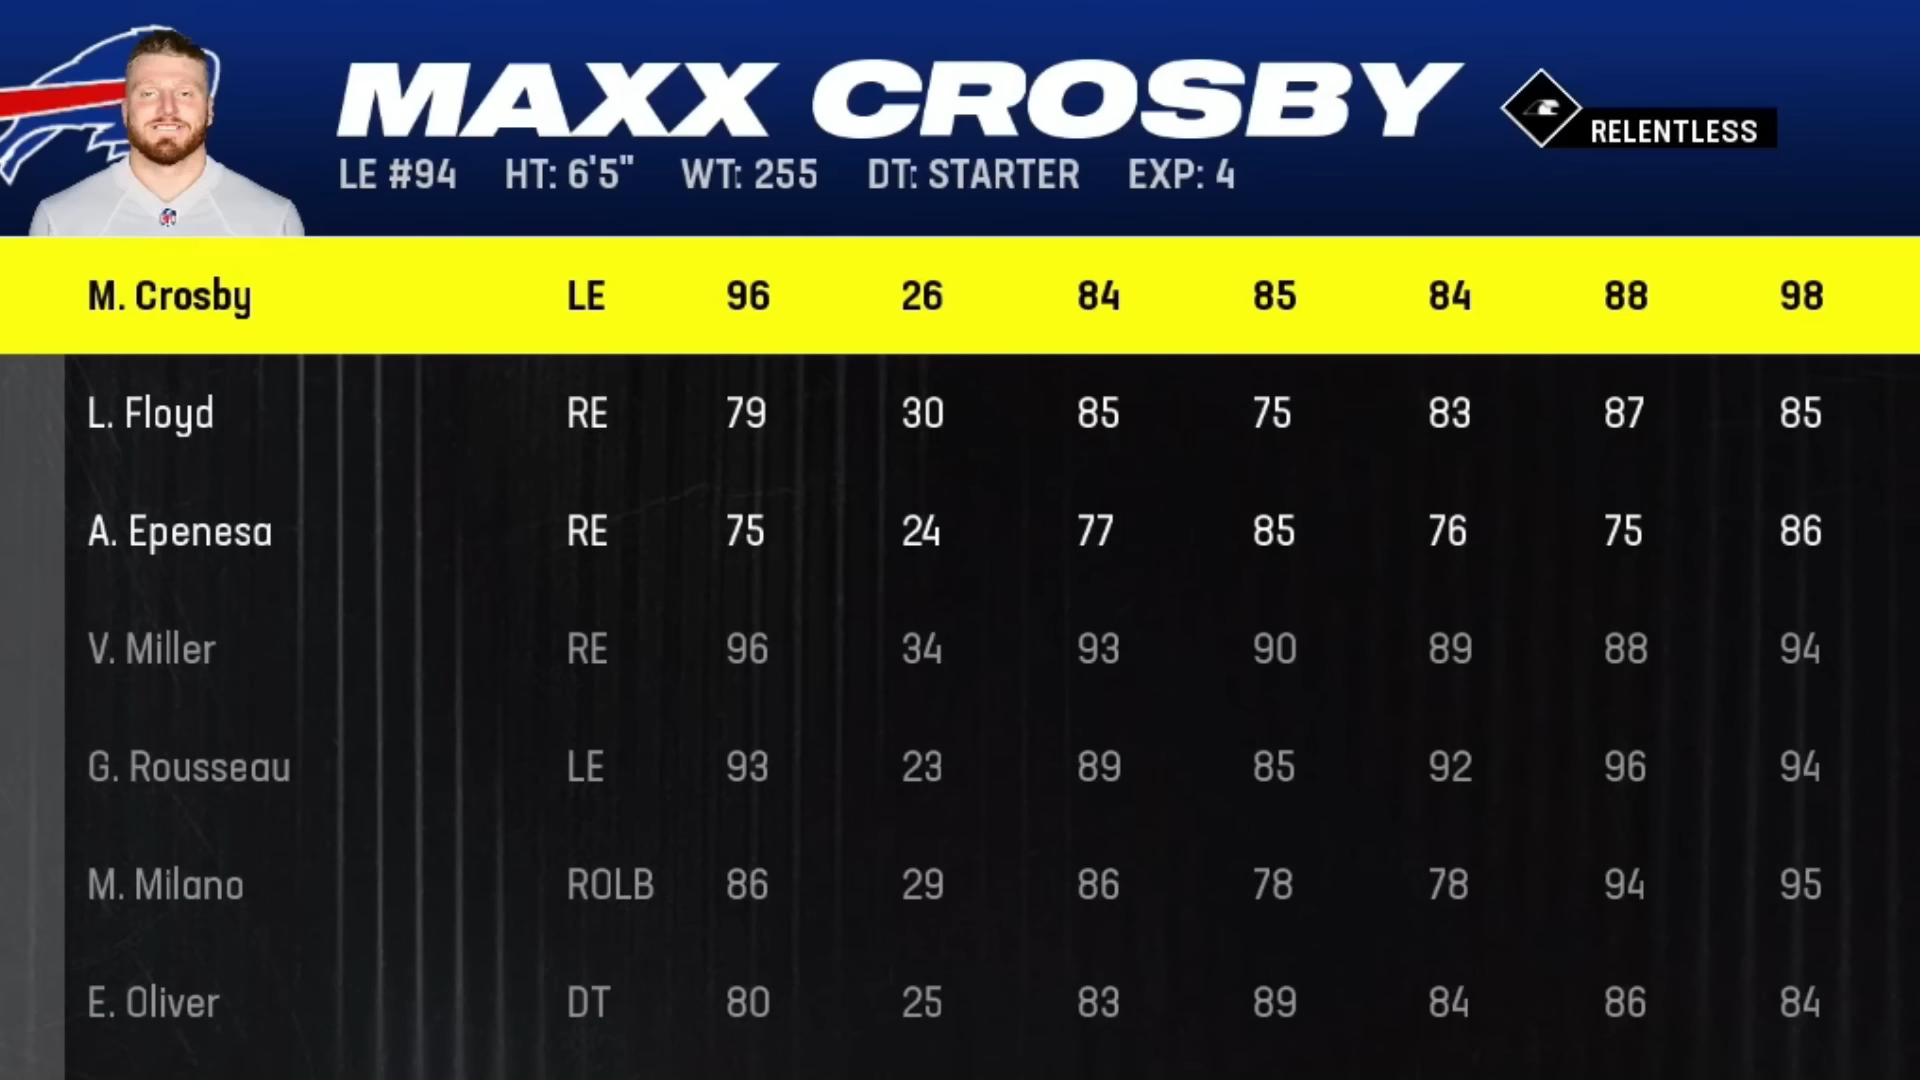 MAXX CROSBY
RELENTLESS
LE #94 HT: 6'5" WT: 255 DT: STARTER EXP: 4
M. Crosby LE 96 26 84 85 84 88 98
L. Floyd RE 79 30 85 75 83 87 85
A. Epenesa RE 75 24 77 85 76 75 86
V. Miller RE 96 34 93 90 89 88 94
G. Rousseau LE 93 23 89 85 92 96 94
M. Milano ROLB 86 29 86 78 78 94 95
E. Oliver DT 80 25 83 89 84 86 84